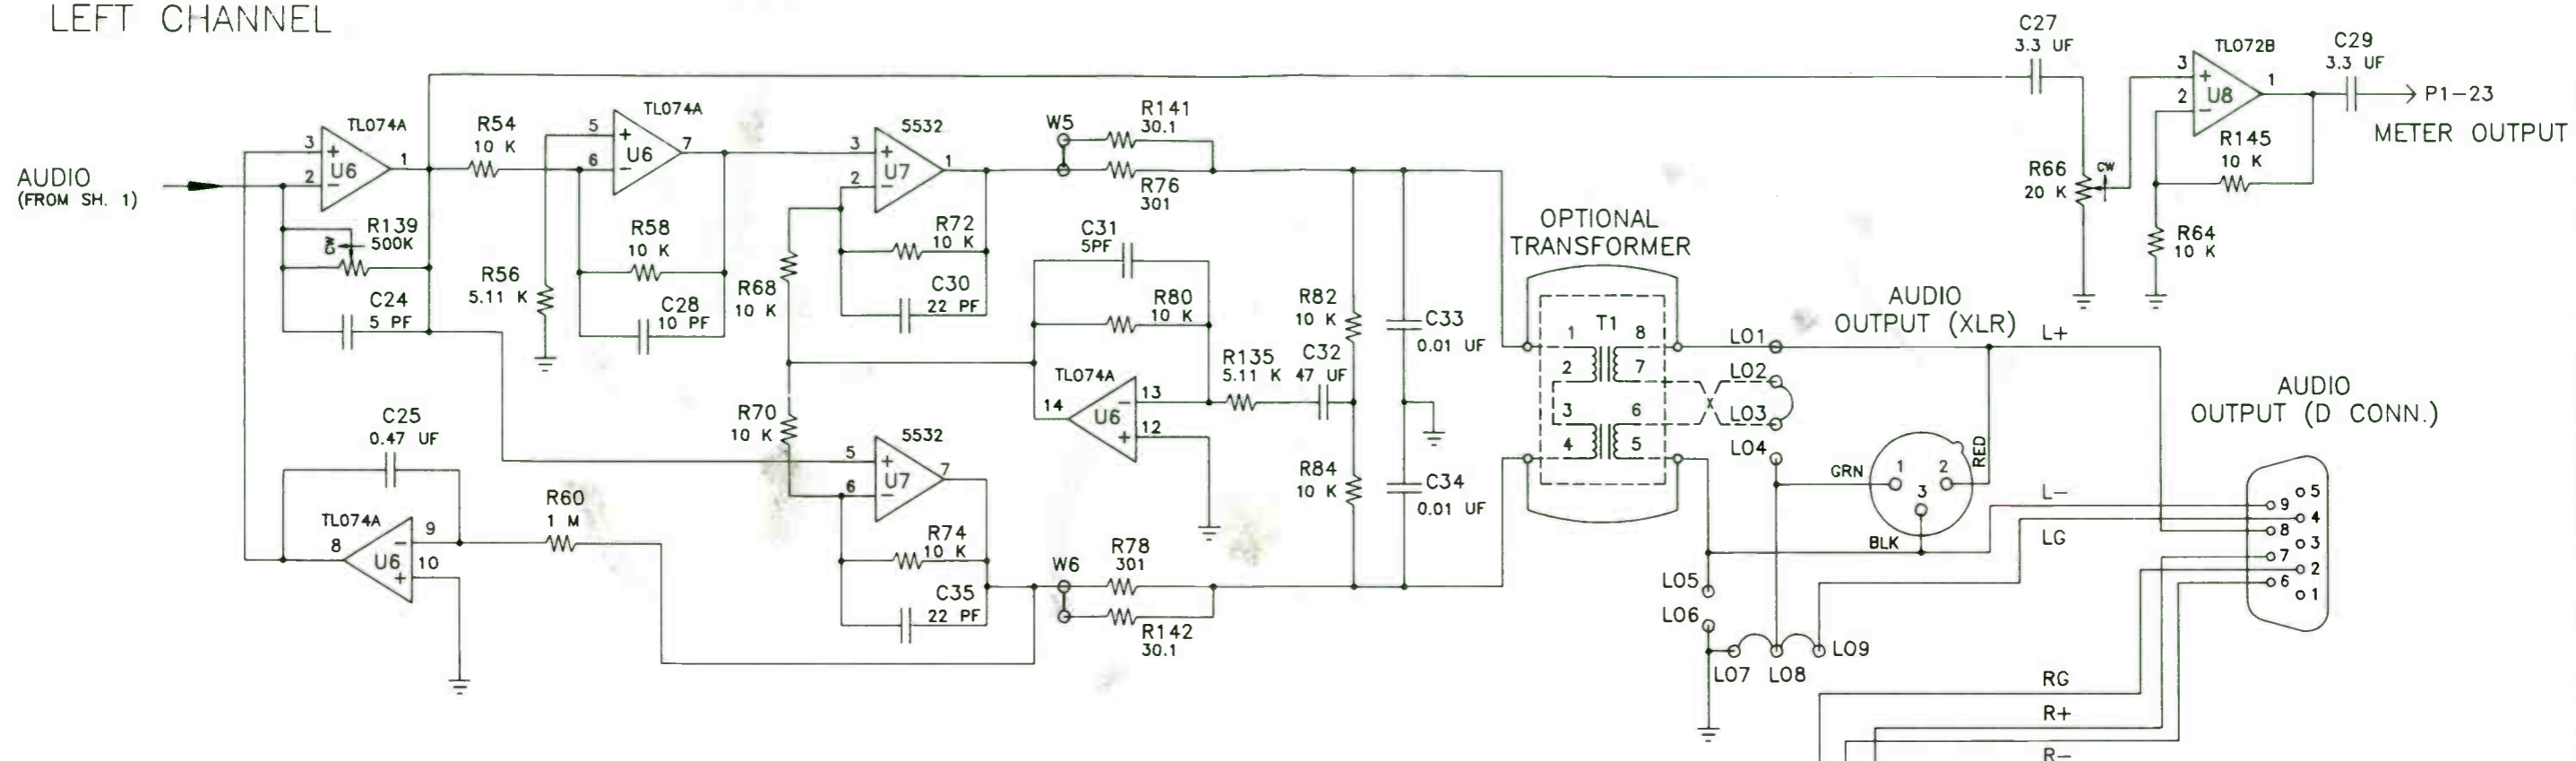 LEFT CHANNEL
AUDIO
(FROM SH. 1)
TL074A
3
+
2
−
U6
1
R139
500K
CW
C24
5 PF
R54
10 K
R56
5.11 K
TL074A
5
+
6
−
U6
7
R58
10 K
C28
10 PF
R68
10 K
R70
10 K
5532
3
+
2
−
U7
1
R72
10 K
C30
22 PF
W5
R141
30.1
R76
301
C31
5PF
R80
10 K
TL074A
14
U6
−
13
+
12
R135
5.11 K
C32
47 UF
R82
10 K
R84
10 K
C33
0.01 UF
C34
0.01 UF
C25
0.47 UF
TL074A
8
U6
−
9
+
10
R60
1 M
5532
5
+
6
−
U7
7
R74
10 K
C35
22 PF
W6
R78
301
R142
30.1
OPTIONAL
TRANSFORMER
T1
1
2
3
4
8
7
6
5
LO1
LO2
LO3
LO4
LO5
LO6
LO7
LO8
LO9
C27
3.3 UF
R66
20 K
CW
TL072B
3
+
2
−
U8
1
R145
10 K
R64
10 K
C29
3.3 UF
P1-23
METER OUTPUT
AUDIO
OUTPUT (XLR)
GRN
RED
BLK
1
2
3
L+
L−
LG
RG
R+
R−
AUDIO
OUTPUT (D CONN.)
5
9
4
8
3
7
2
6
1